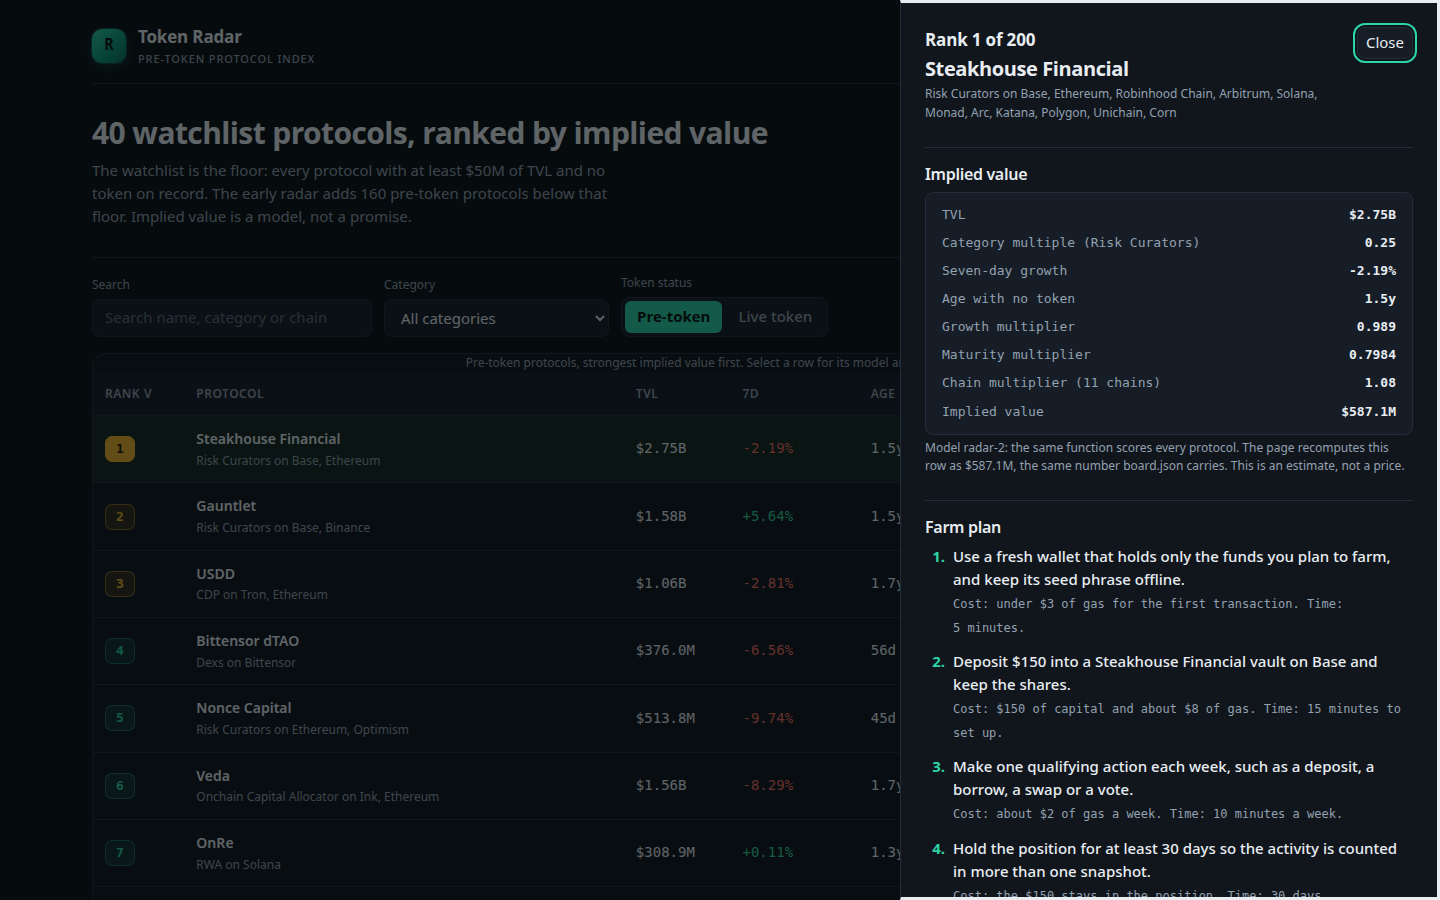 R
Token Radar
PRE-TOKEN PROTOCOL INDEX
40 watchlist protocols, ranked by implied value
The watchlist is the floor: every protocol with at least $50M of TVL and no
token on record. The early radar adds 160 pre-token protocols below that
floor. Implied value is a model, not a promise.
Search
Category
Token status
Search name, category or chain
All categories
Pre-token
Live token
Pre-token protocols, strongest implied value first. Select a row for its model
RANK V PROTOCOL TVL 7D AGE
1 Steakhouse Financial $2.75B -2.19% 1.5y
Risk Curators on Base, Ethereum
2 Gauntlet $1.58B +5.64% 1.5y
Risk Curators on Base, Binance
3 USDD $1.06B -2.81% 1.7y
CDP on Tron, Ethereum
4 Bittensor dTAO $376.0M -6.56% 56d
Dexs on Bittensor
5 Nonce Capital $513.8M -9.74% 45d
Risk Curators on Ethereum, Optimism
6 Veda $1.56B -8.29% 1.7y
Onchain Capital Allocator on Ink, Ethereum
7 OnRe $308.9M +0.11% 1.3y
RWA on Solana
Rank 1 of 200
Close
Steakhouse Financial
Risk Curators on Base, Ethereum, Robinhood Chain, Arbitrum, Solana,
Monad, Arc, Katana, Polygon, Unichain, Corn
Implied value
TVL $2.75B
Category multiple (Risk Curators) 0.25
Seven-day growth -2.19%
Age with no token 1.5y
Growth multiplier 0.989
Maturity multiplier 0.7984
Chain multiplier (11 chains) 1.08
Implied value $587.1M
Model radar-2: the same function scores every protocol. The page recomputes this
row as $587.1M, the same number board.json carries. This is an estimate, not a price.
Farm plan
1. Use a fresh wallet that holds only the funds you plan to farm,
and keep its seed phrase offline.
Cost: under $3 of gas for the first transaction. Time:
5 minutes.
2. Deposit $150 into a Steakhouse Financial vault on Base and
keep the shares.
Cost: $150 of capital and about $8 of gas. Time: 15 minutes to
set up.
3. Make one qualifying action each week, such as a deposit, a
borrow, a swap or a vote.
Cost: about $2 of gas a week. Time: 10 minutes a week.
4. Hold the position for at least 30 days so the activity is counted
in more than one snapshot.
Cost: the $150 stays in the position. Time: 30 days.